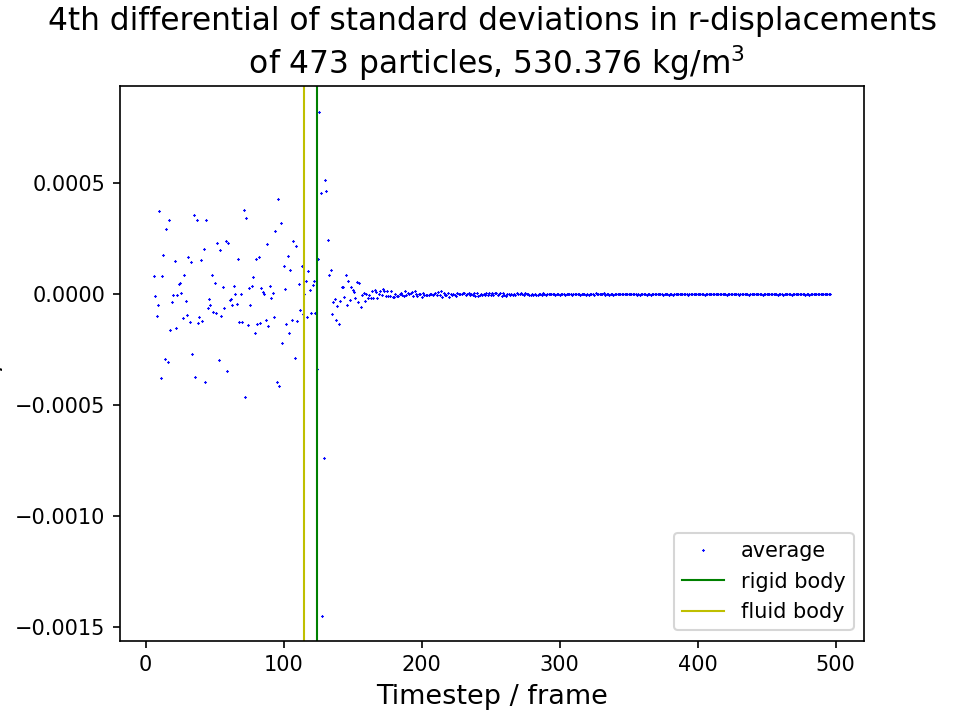 4th differential of standard deviations in r-displacements
of 473 particles, 530.376 kg/m³
0.0005
0.0000
−0.0005
−0.0010
−0.0015
average
rigid body
fluid body
0
100
200
300
400
500
Timestep / frame